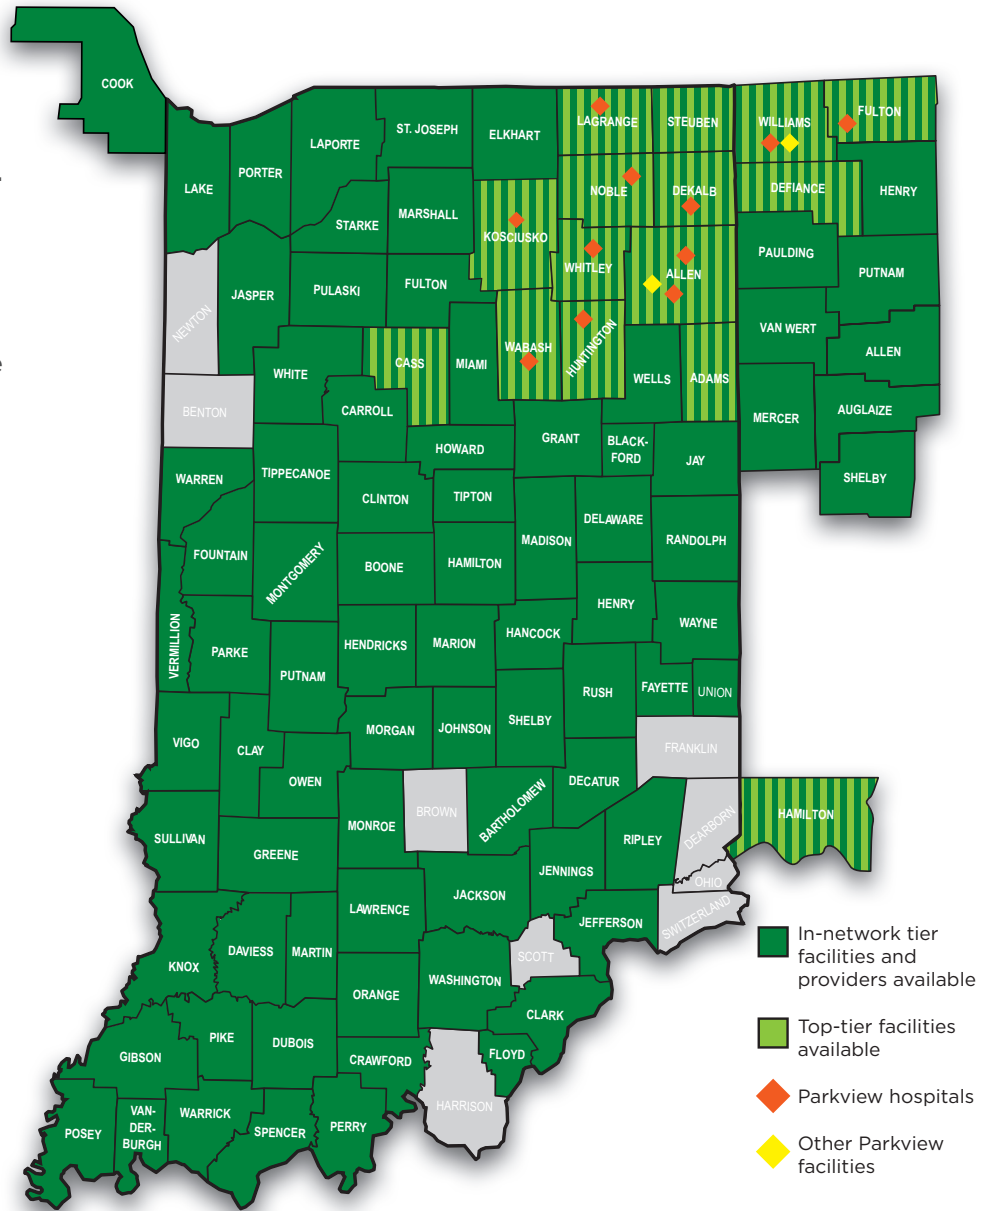 COOK
LAKE
PORTER
LAPORTE
ST. JOSEPH
ELKHART
LAGRANGE
STEUBEN
WILLIAMS
FULTON
STARKE
MARSHALL
KOSCIUSKO
NOBLE
DEKALB
DEFIANCE
HENRY
NEWTON
JASPER
PULASKI
FULTON
WHITLEY
ALLEN
PAULDING
PUTNAM
WHITE
CASS
MIAMI
WABASH
HUNTINGTON
WELLS
ADAMS
VAN WERT
ALLEN
BENTON
CARROLL
MERCER
AUGLAIZE
WARREN
TIPPECANOE
HOWARD
GRANT
BLACK-
FORD
JAY
SHELBY
CLINTON
TIPTON
MADISON
DELAWARE
RANDOLPH
FOUNTAIN
MONTGOMERY
BOONE
HAMILTON
HENRY
WAYNE
VERMILLION
PARKE
PUTNAM
HENDRICKS
MARION
HANCOCK
RUSH
FAYETTE
UNION
VIGO
CLAY
OWEN
MORGAN
JOHNSON
SHELBY
FRANKLIN
DECATUR
SULLIVAN
GREENE
MONROE
BROWN
BARTHOLOMEW
RIPLEY
DEARBORN
HAMILTON
JENNINGS
OHIO
SWITZERLAND
JACKSON
LAWRENCE
JEFFERSON
KNOX
DAVIESS
MARTIN
SCOTT
WASHINGTON
ORANGE
CLARK
GIBSON
PIKE
DUBOIS
CRAWFORD
FLOYD
HARRISON
POSEY
VAN-
DER-
BURGH
WARRICK
SPENCER
PERRY
In-network tier
facilities and
providers available
Top-tier facilities
available
Parkview hospitals
Other Parkview
facilities